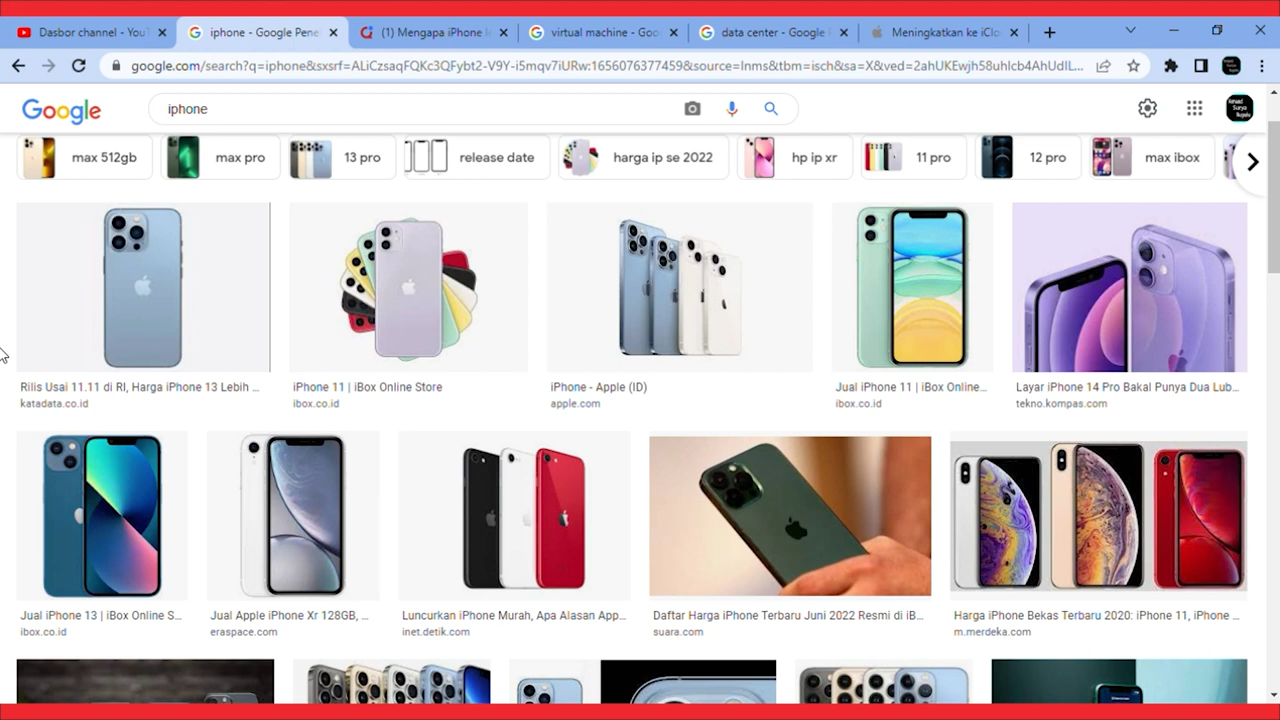 Dasbor channel - YouT
iphone - Google Pene
(1) Mengapa iPhone l
virtual machine - Goo
data center - Google P
Meningkatkan ke iClo
google.com/search?q=iphone&sxsrf=ALiCzsaqFQKc3QFybt2-V9Y-i5mqv7iURw:1656076377459&source=lnms&tbm=isch&sa=X&ved=2ahUKEwjh58uhlcb4AhUdIL...
Google
iphone
max 512gb
max pro
13 pro
release date
harga ip se 2022
hp ip xr
11 pro
12 pro
max ibox
Rilis Usai 11.11 di RI, Harga iPhone 13 Lebih ...
katadata.co.id
iPhone 11 | iBox Online Store
ibox.co.id
iPhone - Apple (ID)
apple.com
Jual iPhone 11 | iBox Online...
ibox.co.id
Layar iPhone 14 Pro Bakal Punya Dua Lub...
tekno.kompas.com
Jual iPhone 13 | iBox Online S...
ibox.co.id
Jual Apple iPhone Xr 128GB, ...
eraspace.com
Luncurkan iPhone Murah, Apa Alasan App...
inet.detik.com
Daftar Harga iPhone Terbaru Juni 2022 Resmi di iB...
suara.com
Harga iPhone Bekas Terbaru 2020: iPhone 11, iPhone ...
m.merdeka.com